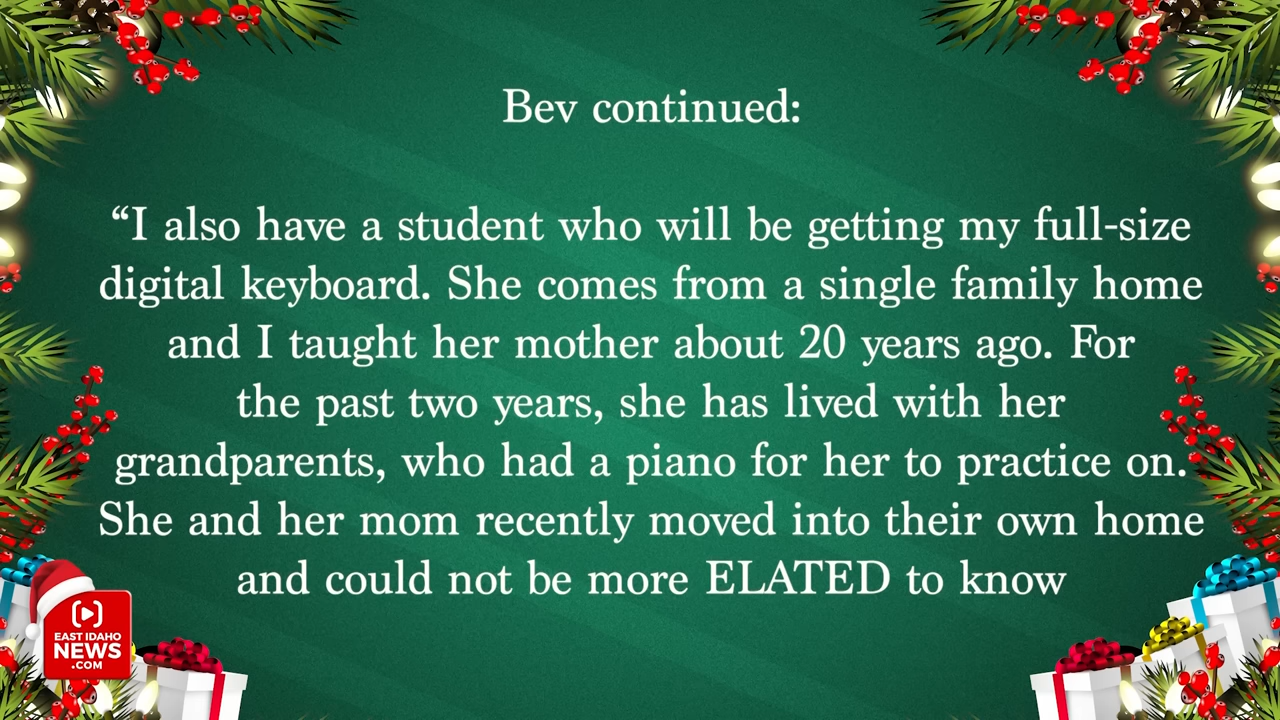 Bev continued:
“I also have a student who will be getting my full-size
digital keyboard. She comes from a single family home
and I taught her mother about 20 years ago. For
the past two years, she has lived with her
grandparents, who had a piano for her to practice on.
She and her mom recently moved into their own home
and could not be more ELATED to know
EAST IDAHO
NEWS
.COM